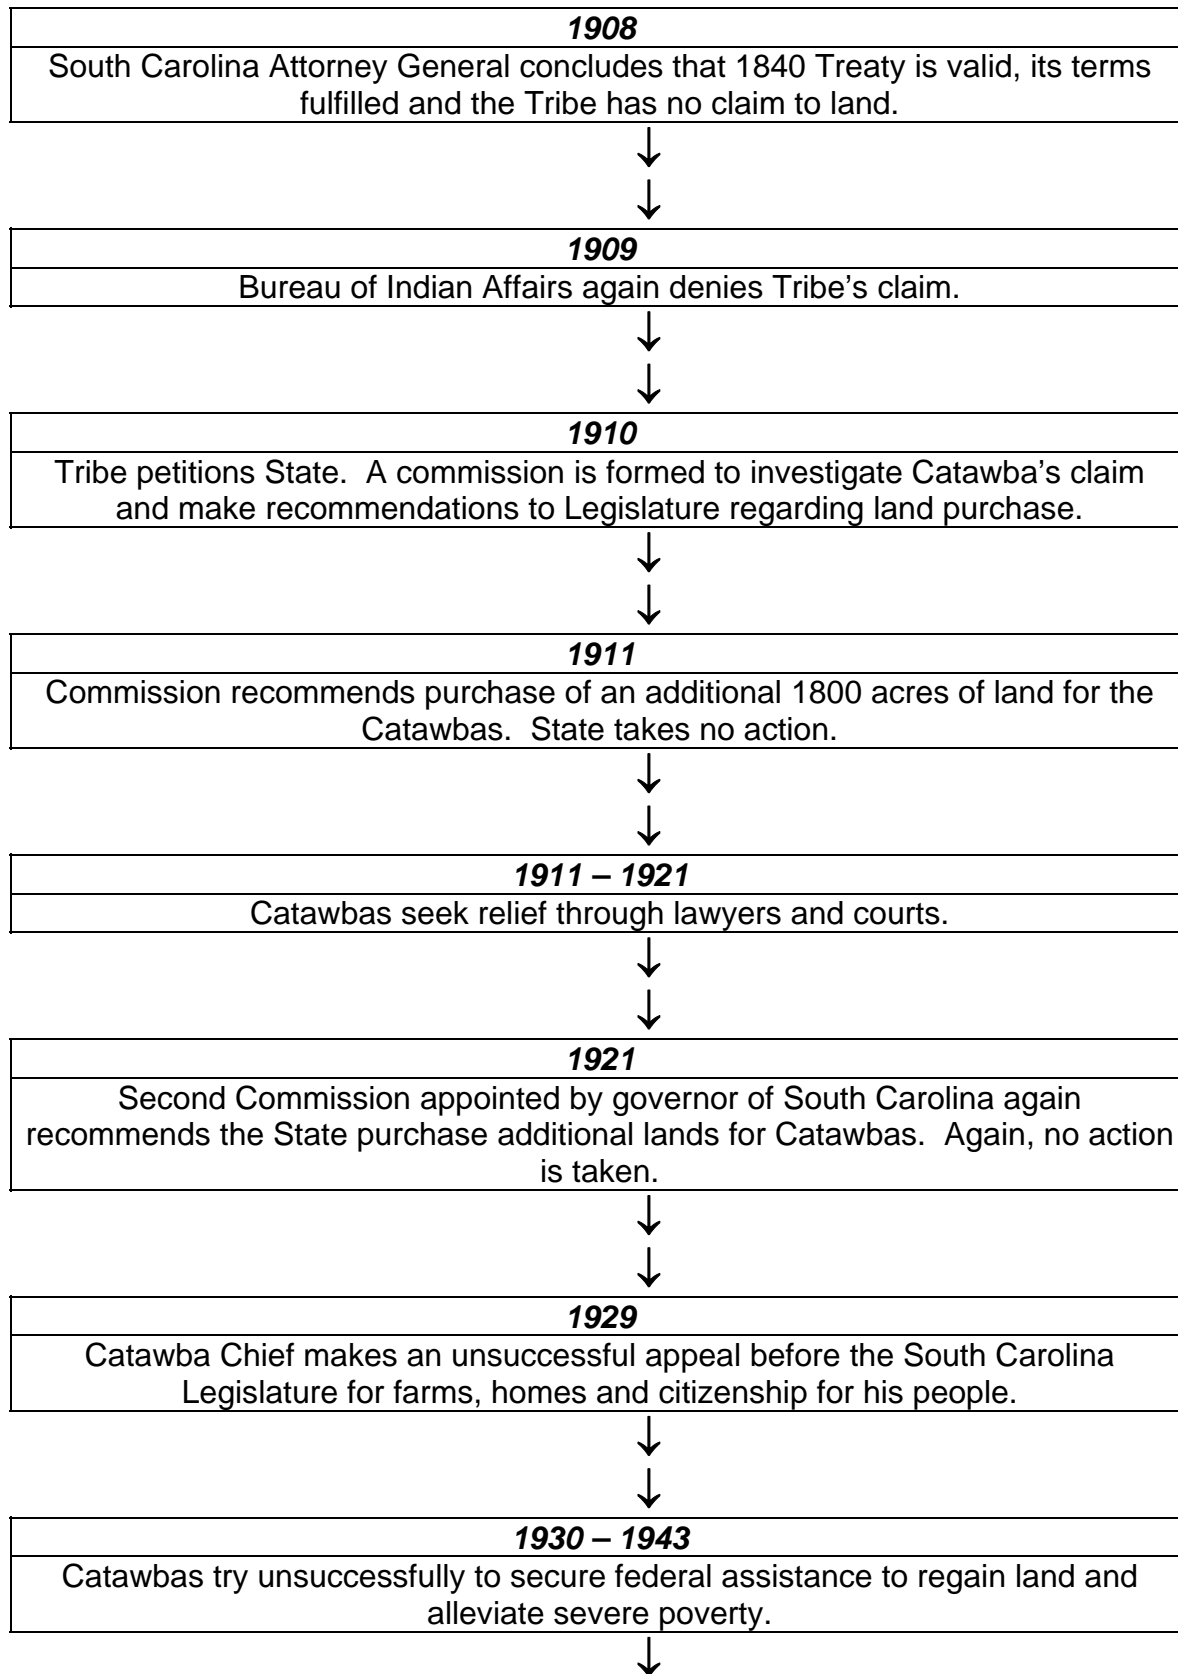 1908
South Carolina Attorney General concludes that 1840 Treaty is valid, its terms
fulfilled and the Tribe has no claim to land.
1909
Bureau of Indian Affairs again denies Tribe’s claim.
1910
Tribe petitions State.  A commission is formed to investigate Catawba’s claim
and make recommendations to Legislature regarding land purchase.
1911
Commission recommends purchase of an additional 1800 acres of land for the
Catawbas.  State takes no action.
1911 – 1921
Catawbas seek relief through lawyers and courts.
1921
Second Commission appointed by governor of South Carolina again
recommends the State purchase additional lands for Catawbas.  Again, no action
is taken.
1929
Catawba Chief makes an unsuccessful appeal before the South Carolina
Legislature for farms, homes and citizenship for his people.
1930 – 1943
Catawbas try unsuccessfully to secure federal assistance to regain land and
alleviate severe poverty.